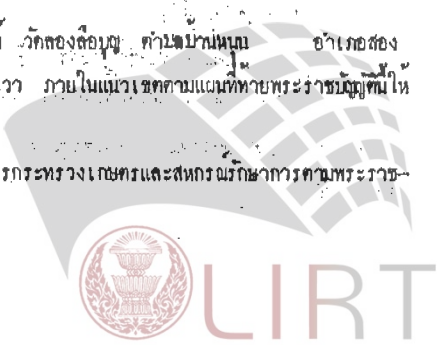 วัดลองลือบุญ ตำบลบ้านหนุน อำเภอสอง
ภายในแนวเขตตามแผนที่ท้ายพระราชบัญญัตินี้ให้
กระทรวงเกษตรและสหกรณ์รักษาการตามพระราช-
LIRT